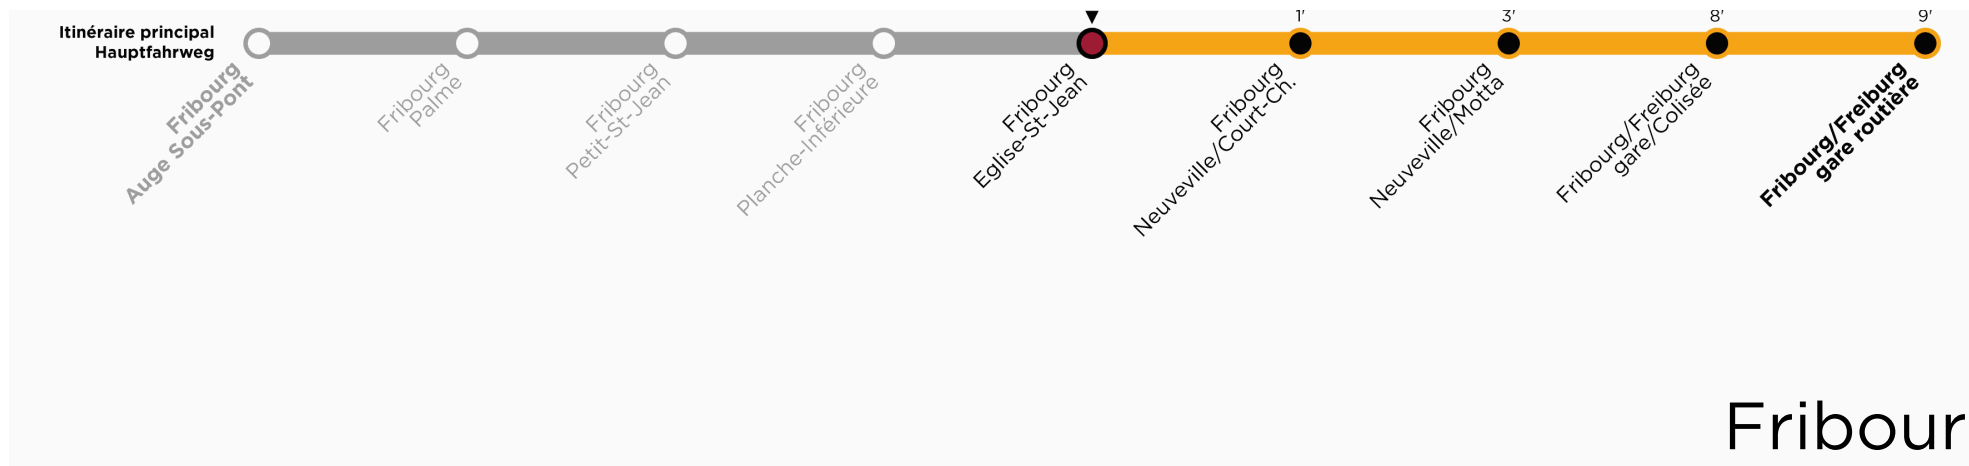 1′
3′
8′
9′
Itinéraire principal
Hauptfahrweg
Fribourg
Auge Sous-Pont
Fribourg
Palme
Fribourg
Petit-St-Jean
Fribourg
Planche-Inférieure
Fribourg
Eglise-St-Jean
Fribourg
Neuveville/Court-Ch.
Fribourg
Neuveville/Motta
Fribourg/Freiburg
gare/Colisée
Fribourg/Freiburg
gare routière
Fribour